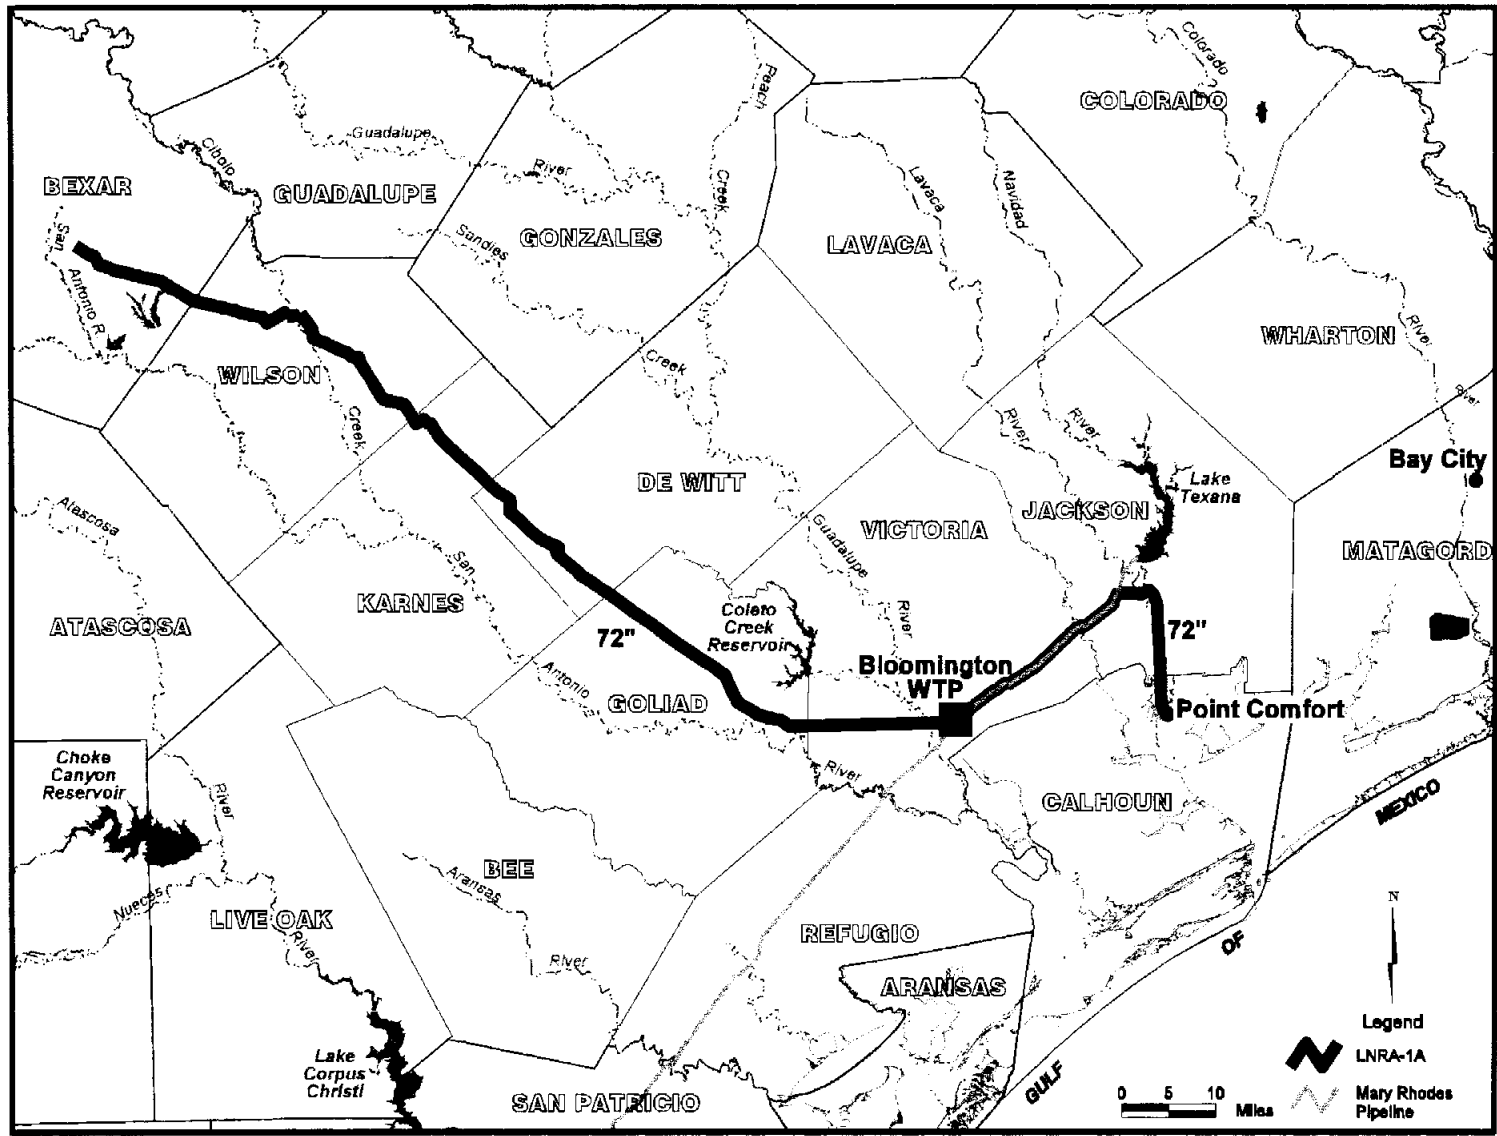 Colorado
COLORADO
Peach
Guadalupe
Cibolo
River
BEXAR
GUADALUPE
Creek
Lavaca
Navidad
San
Sandies
GONZALES
LAVACA
Antonio R.
WHARTON
River
Creek
WILSON
River
Creek
River
River
Bay City
DE WITT
Lake
Texana
Atascosa
JACKSON
VICTORIA
Guadalupe
MATAGORD
San
KARNES
Coleto
Creek
Reservoir
River
ATASCOSA
72"
72"
Bloomington
WTP
Antonio
GOLIAD
Point Comfort
Choke
Canyon
Reservoir
River
River
CALHOUN
MEXICO
BEE
Aransas
Nueces
LIVE OAK
River
REFUGIO
OF
River
ARANSAS
N
Legend
LNRA-1A
Lake
Corpus
Christi
GULF
SAN PATRICIO
0 5 10
Miles
Mary Rhodes
Pipeline